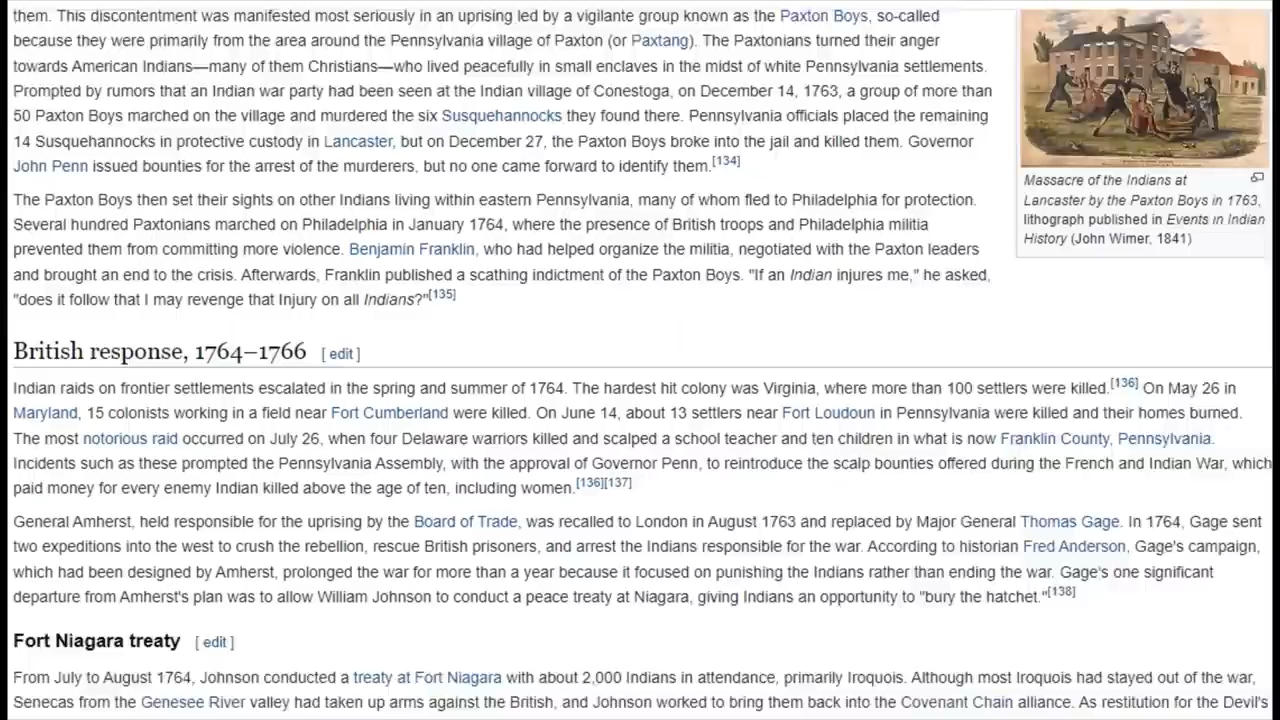 them. This discontentment was manifested most seriously in an uprising led by a vigilante group known as the Paxton Boys, so-called
because they were primarily from the area around the Pennsylvania village of Paxton (or Paxtang). The Paxtonians turned their anger
towards American Indians—many of them Christians—who lived peacefully in small enclaves in the midst of white Pennsylvania settlements.
Prompted by rumors that an Indian war party had been seen at the Indian village of Conestoga, on December 14, 1763, a group of more than
50 Paxton Boys marched on the village and murdered the six Susquehannocks they found there. Pennsylvania officials placed the remaining
14 Susquehannocks in protective custody in Lancaster, but on December 27, the Paxton Boys broke into the jail and killed them. Governor
John Penn issued bounties for the arrest of the murderers, but no one came forward to identify them.[134]
The Paxton Boys then set their sights on other Indians living within eastern Pennsylvania, many of whom fled to Philadelphia for protection.
Several hundred Paxtonians marched on Philadelphia in January 1764, where the presence of British troops and Philadelphia militia
prevented them from committing more violence. Benjamin Franklin, who had helped organize the militia, negotiated with the Paxton leaders
and brought an end to the crisis. Afterwards, Franklin published a scathing indictment of the Paxton Boys. "If an Indian injures me," he asked,
"does it follow that I may revenge that Injury on all Indians?"[135]
Massacre of the Indians at
Lancaster by the Paxton Boys in 1763,
lithograph published in Events in Indian
History (John Wimer, 1841)
British response, 1764–1766 [ edit ]
Indian raids on frontier settlements escalated in the spring and summer of 1764. The hardest hit colony was Virginia, where more than 100 settlers were killed.[136] On May 26 in
Maryland, 15 colonists working in a field near Fort Cumberland were killed. On June 14, about 13 settlers near Fort Loudoun in Pennsylvania were killed and their homes burned.
The most notorious raid occurred on July 26, when four Delaware warriors killed and scalped a school teacher and ten children in what is now Franklin County, Pennsylvania.
Incidents such as these prompted the Pennsylvania Assembly, with the approval of Governor Penn, to reintroduce the scalp bounties offered during the French and Indian War, which
paid money for every enemy Indian killed above the age of ten, including women.[136][137]
General Amherst, held responsible for the uprising by the Board of Trade, was recalled to London in August 1763 and replaced by Major General Thomas Gage. In 1764, Gage sent
two expeditions into the west to crush the rebellion, rescue British prisoners, and arrest the Indians responsible for the war. According to historian Fred Anderson, Gage's campaign,
which had been designed by Amherst, prolonged the war for more than a year because it focused on punishing the Indians rather than ending the war. Gage's one significant
departure from Amherst's plan was to allow William Johnson to conduct a peace treaty at Niagara, giving Indians an opportunity to "bury the hatchet."[138]
Fort Niagara treaty [ edit ]
From July to August 1764, Johnson conducted a treaty at Fort Niagara with about 2,000 Indians in attendance, primarily Iroquois. Although most Iroquois had stayed out of the war,
Senecas from the Genesee River valley had taken up arms against the British, and Johnson worked to bring them back into the Covenant Chain alliance. As restitution for the Devil's